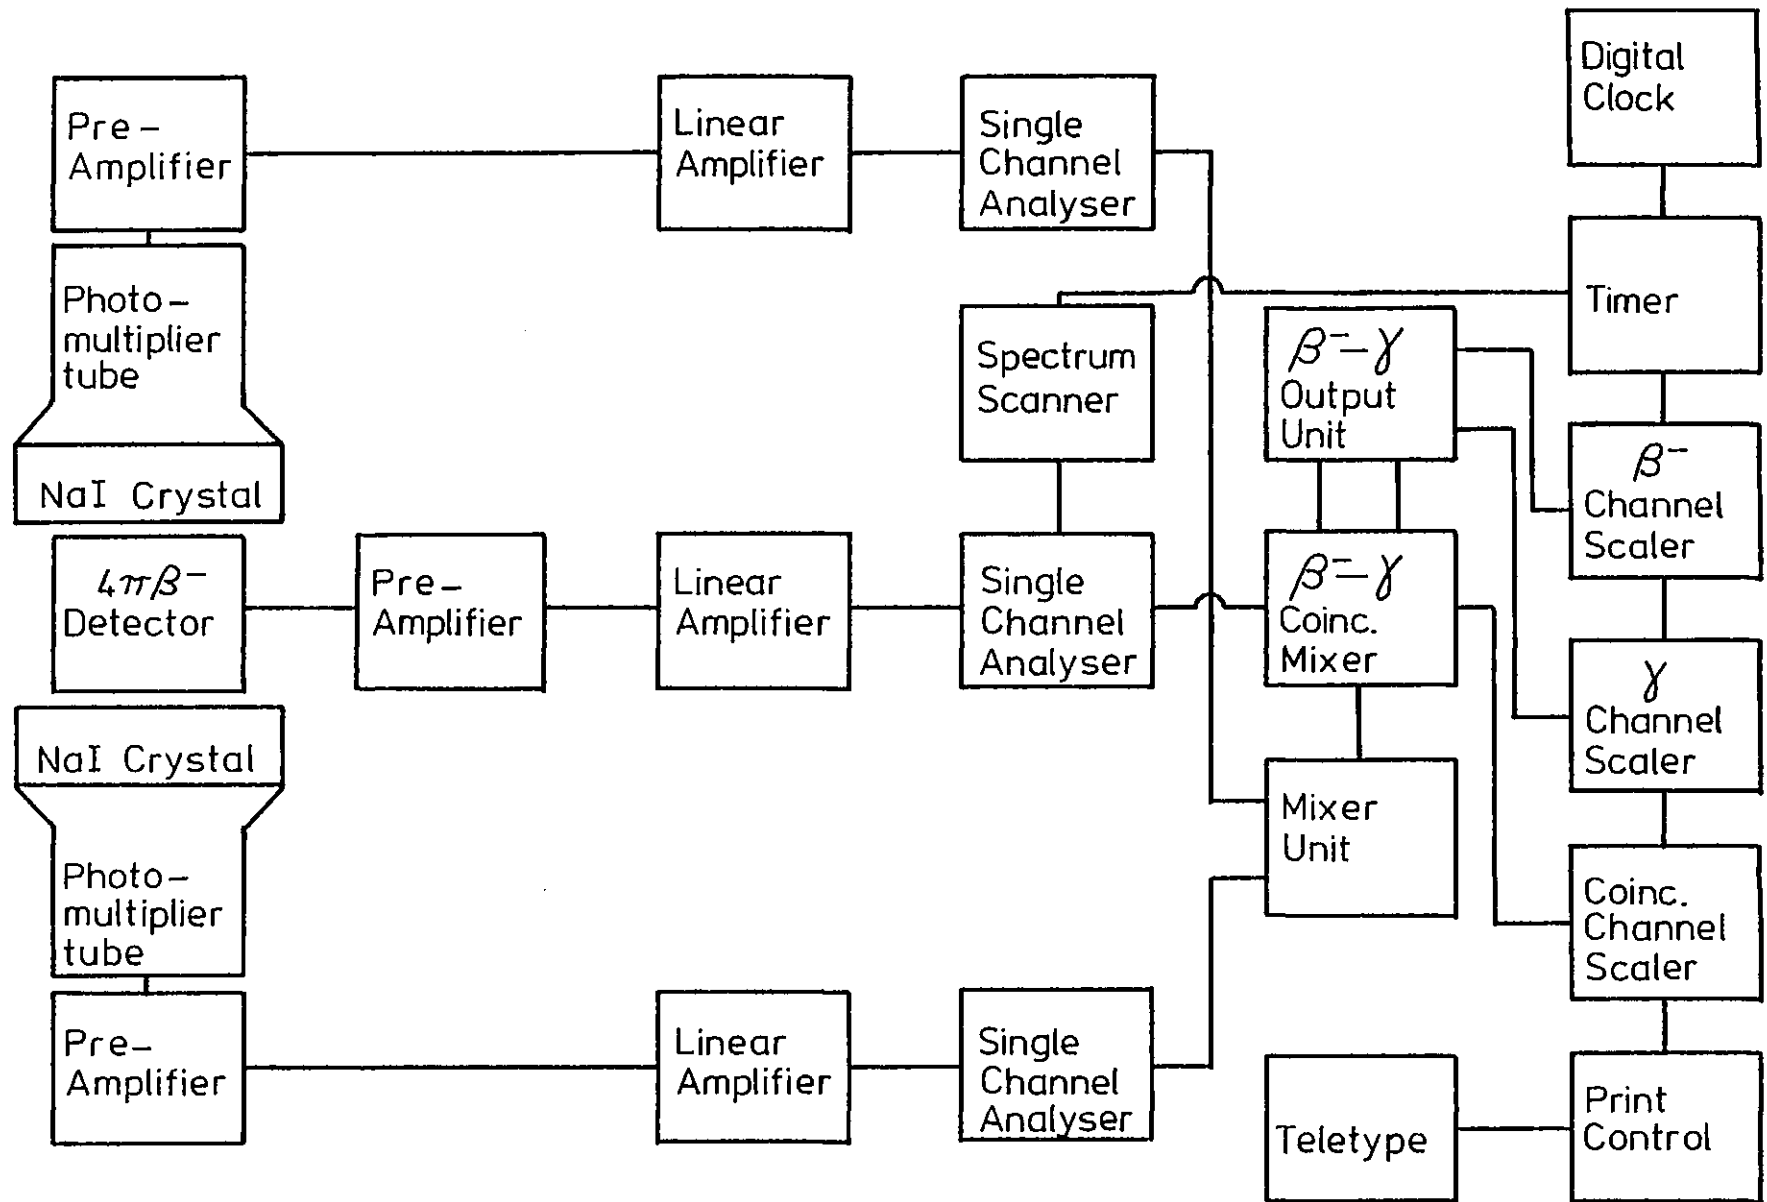 Pre-
Amplifier
Photo-
multiplier
tube
NaI Crystal
4πβ⁻
Detector
NaI Crystal
Photo-
multiplier
tube
Pre-
Amplifier
Pre-
Amplifier
Linear
Amplifier
Linear
Amplifier
Linear
Amplifier
Single
Channel
Analyser
Spectrum
Scanner
Single
Channel
Analyser
Single
Channel
Analyser
β⁻-γ
Output
Unit
β⁻-γ
Coinc.
Mixer
Mixer
Unit
Teletype
Digital
Clock
Timer
β⁻
Channel
Scaler
γ
Channel
Scaler
Coinc.
Channel
Scaler
Print
Control